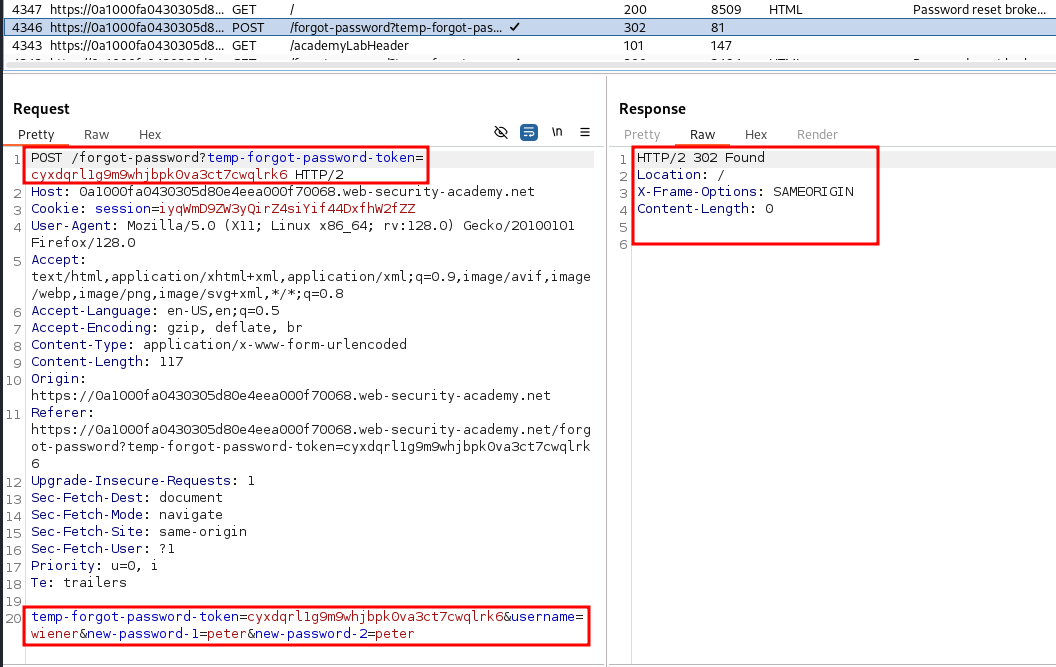 4347 https://0a1000fa0430305d8... GET / 200 8509 HTML Password reset broke...
4346 https://0a1000fa0430305d8... POST /forgot-password?temp-forgot-pas... ✓ 302 81
4343 https://0a1000fa0430305d8... GET /academyLabHeader 101 147
Request
Pretty Raw Hex \n
1 POST /forgot-password?temp-forgot-password-token=
cyxdqrl1g9m9whjbpk0va3ct7cwqlrk6 HTTP/2
2 Host: 0a1000fa0430305d80e4eea000f70068.web-security-academy.net
3 Cookie: session=iyqWmD9ZW3yQirZ4siYif44DxfhW2fZZ
4 User-Agent: Mozilla/5.0 (X11; Linux x86_64; rv:128.0) Gecko/20100101
Firefox/128.0
5 Accept:
text/html,application/xhtml+xml,application/xml;q=0.9,image/avif,image
/webp,image/png,image/svg+xml,*/*;q=0.8
6 Accept-Language: en-US,en;q=0.5
7 Accept-Encoding: gzip, deflate, br
8 Content-Type: application/x-www-form-urlencoded
9 Content-Length: 117
10 Origin:
https://0a1000fa0430305d80e4eea000f70068.web-security-academy.net
11 Referer:
https://0a1000fa0430305d80e4eea000f70068.web-security-academy.net/forg
ot-password?temp-forgot-password-token=cyxdqrl1g9m9whjbpk0va3ct7cwqlrk
6
12 Upgrade-Insecure-Requests: 1
13 Sec-Fetch-Dest: document
14 Sec-Fetch-Mode: navigate
15 Sec-Fetch-Site: same-origin
16 Sec-Fetch-User: ?1
17 Priority: u=0, i
18 Te: trailers
19
20 temp-forgot-password-token=cyxdqrl1g9m9whjbpk0va3ct7cwqlrk6&username=
wiener&new-password-1=peter&new-password-2=peter
Response
Pretty Raw Hex Render
1 HTTP/2 302 Found
2 Location: /
3 X-Frame-Options: SAMEORIGIN
4 Content-Length: 0
5
6